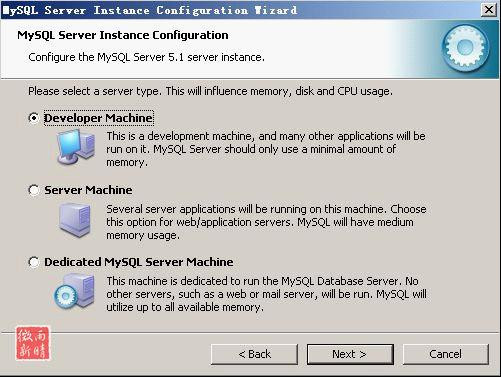 MySQL Server Instance Configuration Wizard
MySQL Server Instance Configuration
Configure the MySQL Server 5.1 server instance.
Please select a server type. This will influence memory, disk and CPU usage.
Developer Machine
This is a development machine, and many other applications will be
run on it. MySQL Server should only use a minimal amount of
memory.
Server Machine
Several server applications will be running on this machine. Choose
this option for web/application servers. MySQL will have medium
memory usage.
Dedicated MySQL Server Machine
This machine is dedicated to run the MySQL Database Server. No
other servers, such as a web or mail server, will be run. MySQL will
utilize up to all available memory.
微雨
新晴
< Back
Next >
Cancel